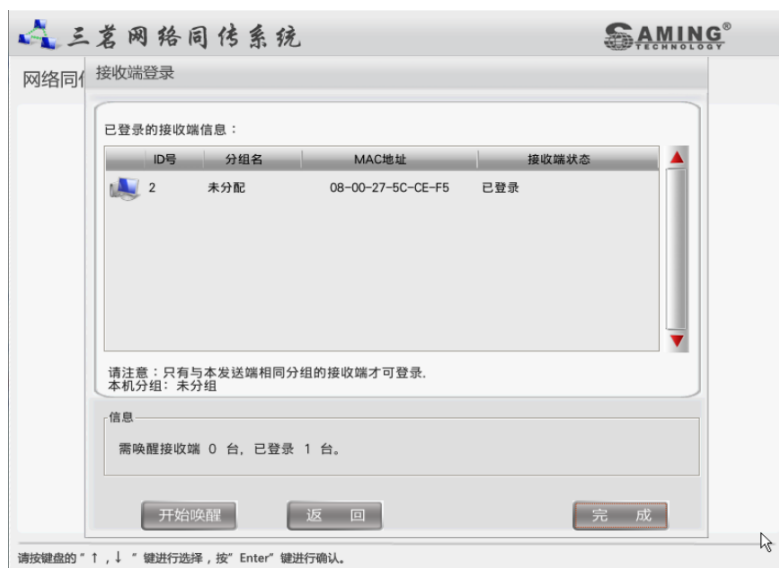 三茗网络同传系统
SAMING®
TECHNOLOGY
网络同
接收端登录
已登录的接收端信息：
ID号 分组名 MAC地址 接收端状态
2 未分配 08-00-27-5C-CE-F5 已登录
请注意：只有与本发送端相同分组的接收端才可登录.
本机分组：未分组
信息
需唤醒接收端 0 台, 已登录 1 台。
开始唤醒 返 回 完 成
请按键盘的"↑,↓ "键进行选择，按"Enter"键进行确认。